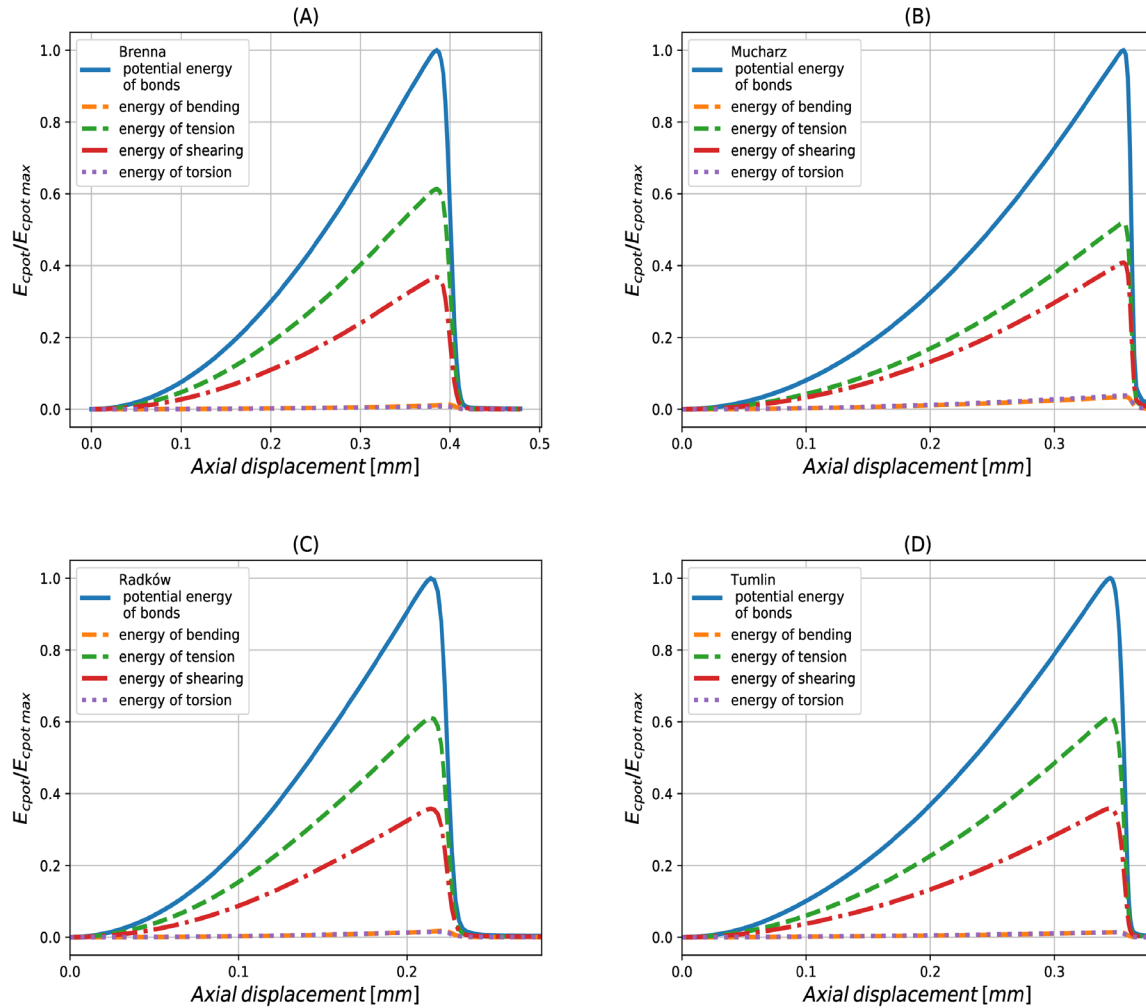 (A)
Brenna
potential energy
of bonds
energy of bending
energy of tension
energy of shearing
energy of torsion
1.0
0.8
0.6
0.4
0.2
0.0
E_cpot/E_cpot max
0.0 0.1 0.2 0.3 0.4 0.5
Axial displacement [mm]
(B)
Mucharz
potential energy
of bonds
energy of bending
energy of tension
energy of shearing
energy of torsion
1.0
0.8
0.6
0.4
0.2
0.0
E_cpot/E_cpot max
0.0 0.1 0.2 0.3
Axial displacement [mm]
(C)
Radków
potential energy
of bonds
energy of bending
energy of tension
energy of shearing
energy of torsion
1.0
0.8
0.6
0.4
0.2
0.0
E_cpot/E_cpot max
0.0 0.1 0.2
Axial displacement [mm]
(D)
Tumlin
potential energy
of bonds
energy of bending
energy of tension
energy of shearing
energy of torsion
1.0
0.8
0.6
0.4
0.2
0.0
E_cpot/E_cpot max
0.0 0.1 0.2 0.3
Axial displacement [mm]